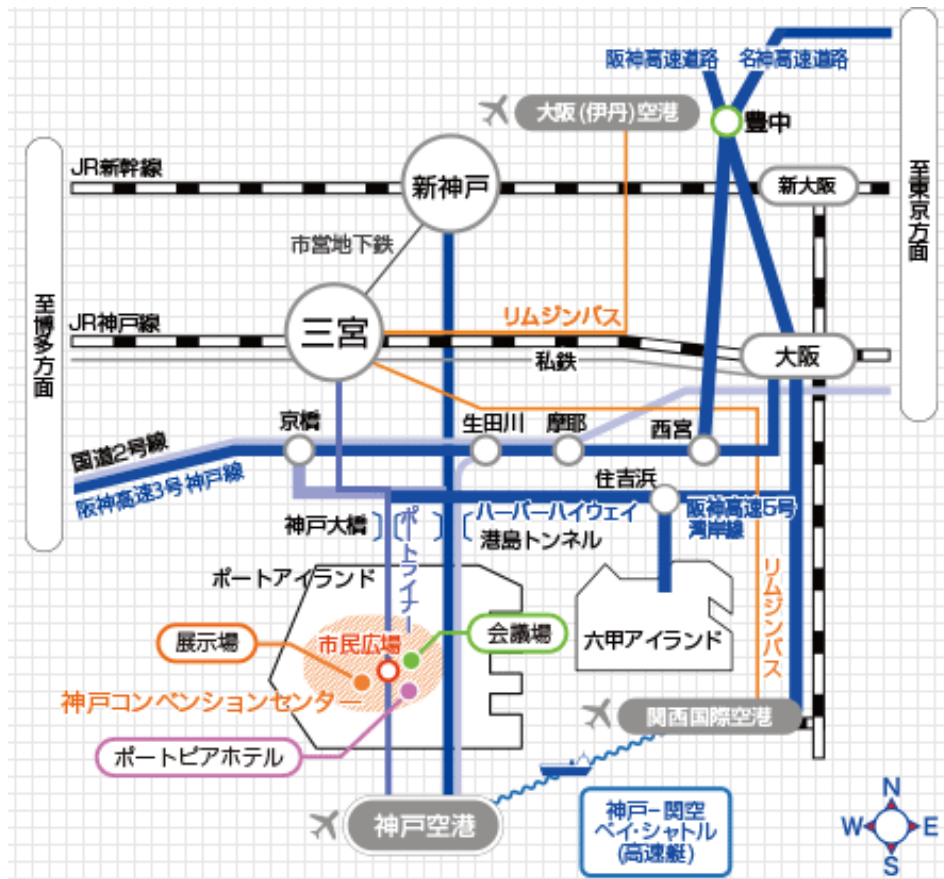 阪神高速道路
名神高速道路
至東京方面
大阪(伊丹)空港
豊中
JR新幹線
新神戸
新大阪
市営地下鉄
至博多方面
JR神戸線
三宮
リムジンバス
大阪
私鉄
京橋
生田川
摩耶
西宮
国道2号線
阪神高速3号神戸線
住吉浜
神戸大橋
ポートライナー
ハーバーハイウェイ
港島トンネル
阪神高速5号
湾岸線
ポートアイランド
リムジンバス
展示場
市民広場
会議場
六甲アイランド
神戸コンベンションセンター
関西国際空港
ポートピアホテル
神戸空港
神戸-関空
ベイ・シャトル
(高速艇)
N
W
E
S